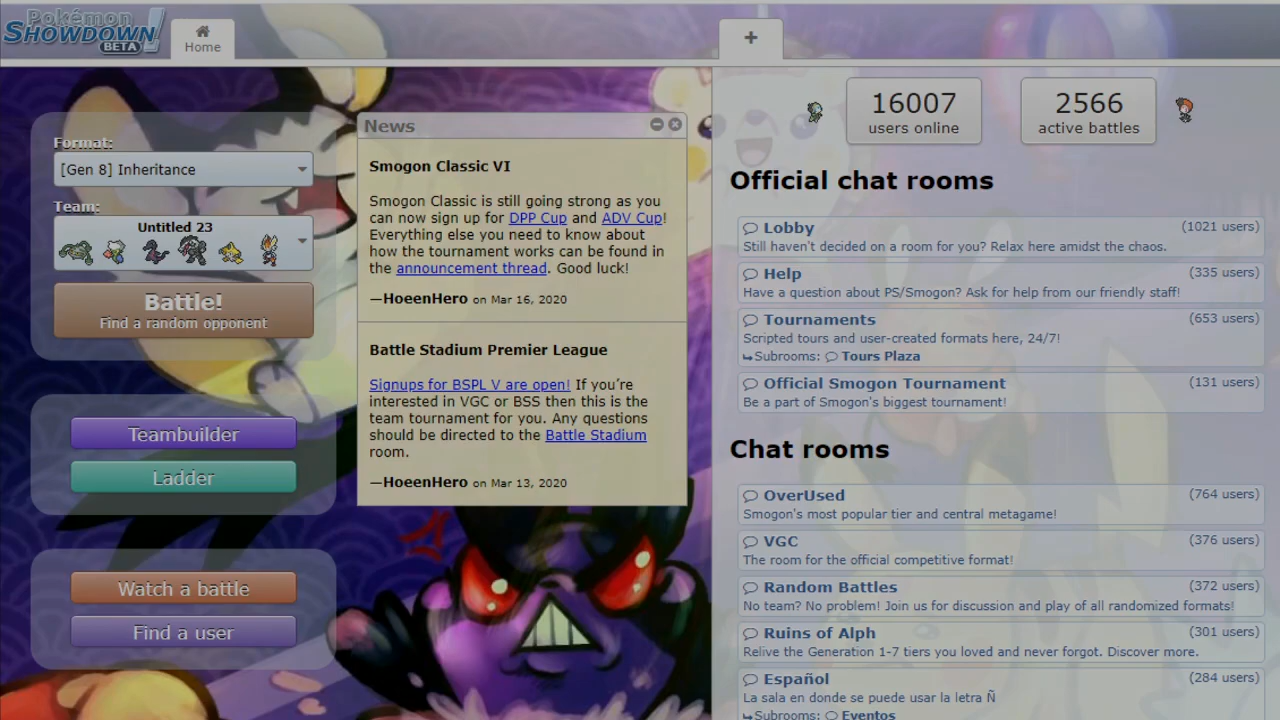 Pokémon
SHOWDOWN!
BETA
Home
+
Format:
[Gen 8] Inheritance
Team:
Untitled 23
Battle!
Find a random opponent
Teambuilder
Ladder
Watch a battle
Find a user
News
Smogon Classic VI
Smogon Classic is still going strong as you
can now sign up for DPP Cup and ADV Cup!
Everything else you need to know about
how the tournament works can be found in
the announcement thread. Good luck!
—HoeenHero on Mar 16, 2020
Battle Stadium Premier League
Signups for BSPL V are open! If you're
interested in VGC or BSS then this is the
team tournament for you. Any questions
should be directed to the Battle Stadium
room.
—HoeenHero on Mar 13, 2020
16007
users online
2566
active battles
Official chat rooms
Lobby (1021 users)
Still haven't decided on a room for you? Relax here amidst the chaos.
Help (335 users)
Have a question about PS/Smogon? Ask for help from our friendly staff!
Tournaments (653 users)
Scripted tours and user-created formats here, 24/7!
↳Subrooms: Tours Plaza
Official Smogon Tournament (131 users)
Be a part of Smogon's biggest tournament!
Chat rooms
OverUsed (764 users)
Smogon's most popular tier and central metagame!
VGC (376 users)
The room for the official competitive format!
Random Battles (372 users)
No team? No problem! Join us for discussion and play of all randomized formats!
Ruins of Alph (301 users)
Relive the Generation 1-7 tiers you loved and never forgot. Discover more.
Español (284 users)
La sala en donde se puede usar la letra Ñ
↳Subrooms: Eventos